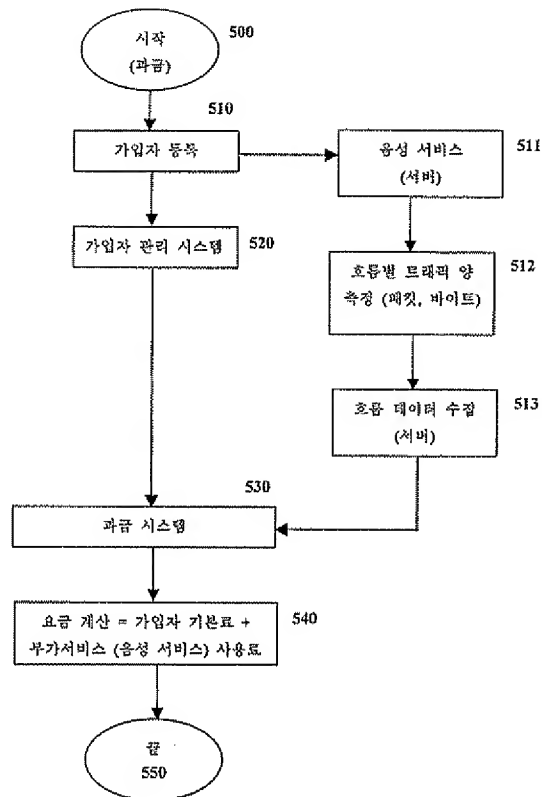 시작
(과금)
500
510
가입자 등록
음성 서비스
(서버)
511
가입자 관리 시스템
520
흐름별 트래픽 양
측정 (패킷, 바이트)
512
흐름 데이터 수집
(서버)
513
530
과금 시스템
요금 계산 = 가입자 기본료 +
부가서비스 (음성 서비스) 사용료
540
끝
550